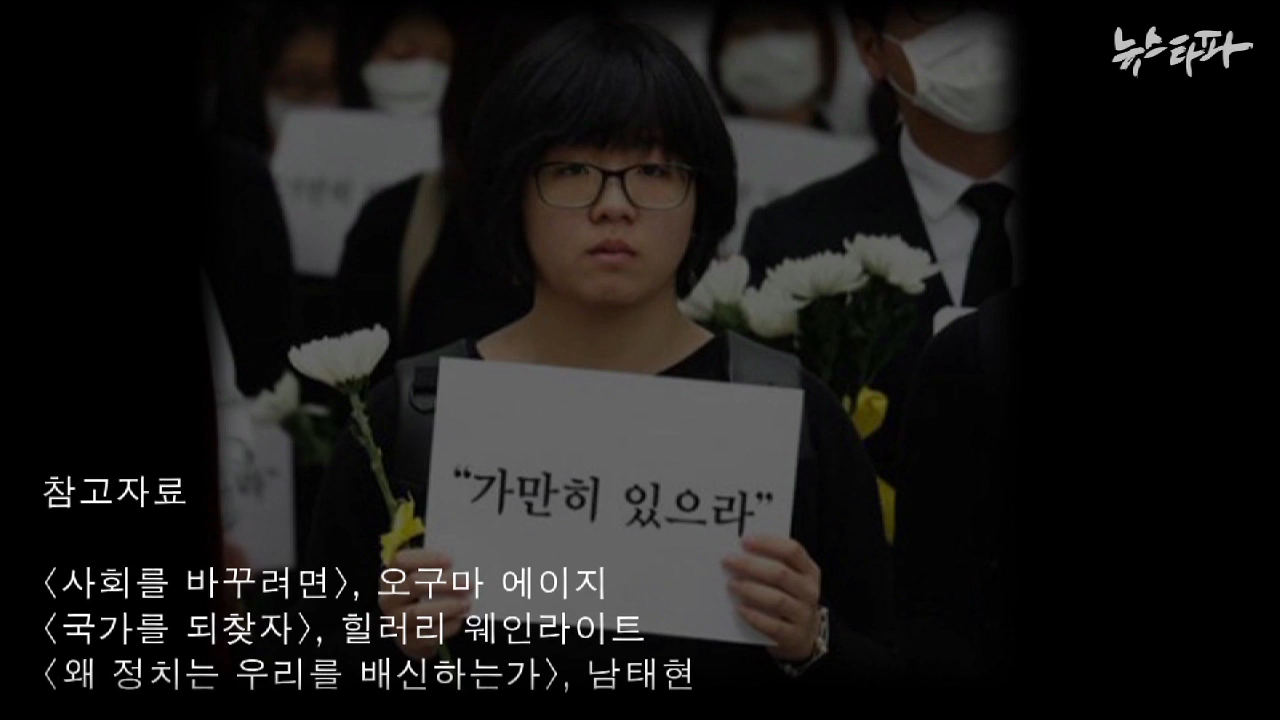 뉴스타파
"가만히 있으라"
참고자료
〈사회를 바꾸려면〉, 오구마 에이지
〈국가를 되찾자〉, 힐러리 웨인라이트
〈왜 정치는 우리를 배신하는가〉, 남태현